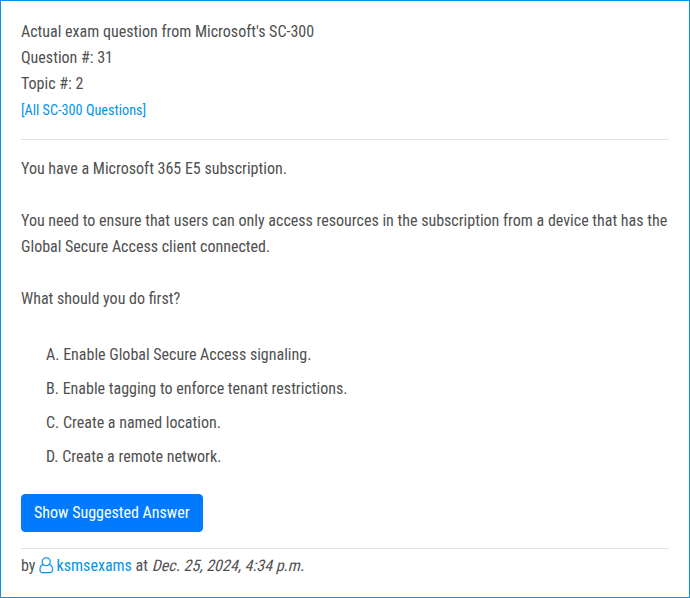 Actual exam question from Microsoft's SC-300
Question #: 31
Topic #: 2
[All SC-300 Questions]
You have a Microsoft 365 E5 subscription.
You need to ensure that users can only access resources in the subscription from a device that has the
Global Secure Access client connected.
What should you do first?
A. Enable Global Secure Access signaling.
B. Enable tagging to enforce tenant restrictions.
C. Create a named location.
D. Create a remote network.
Show Suggested Answer
by ksmsexams at Dec. 25, 2024, 4:34 p.m.